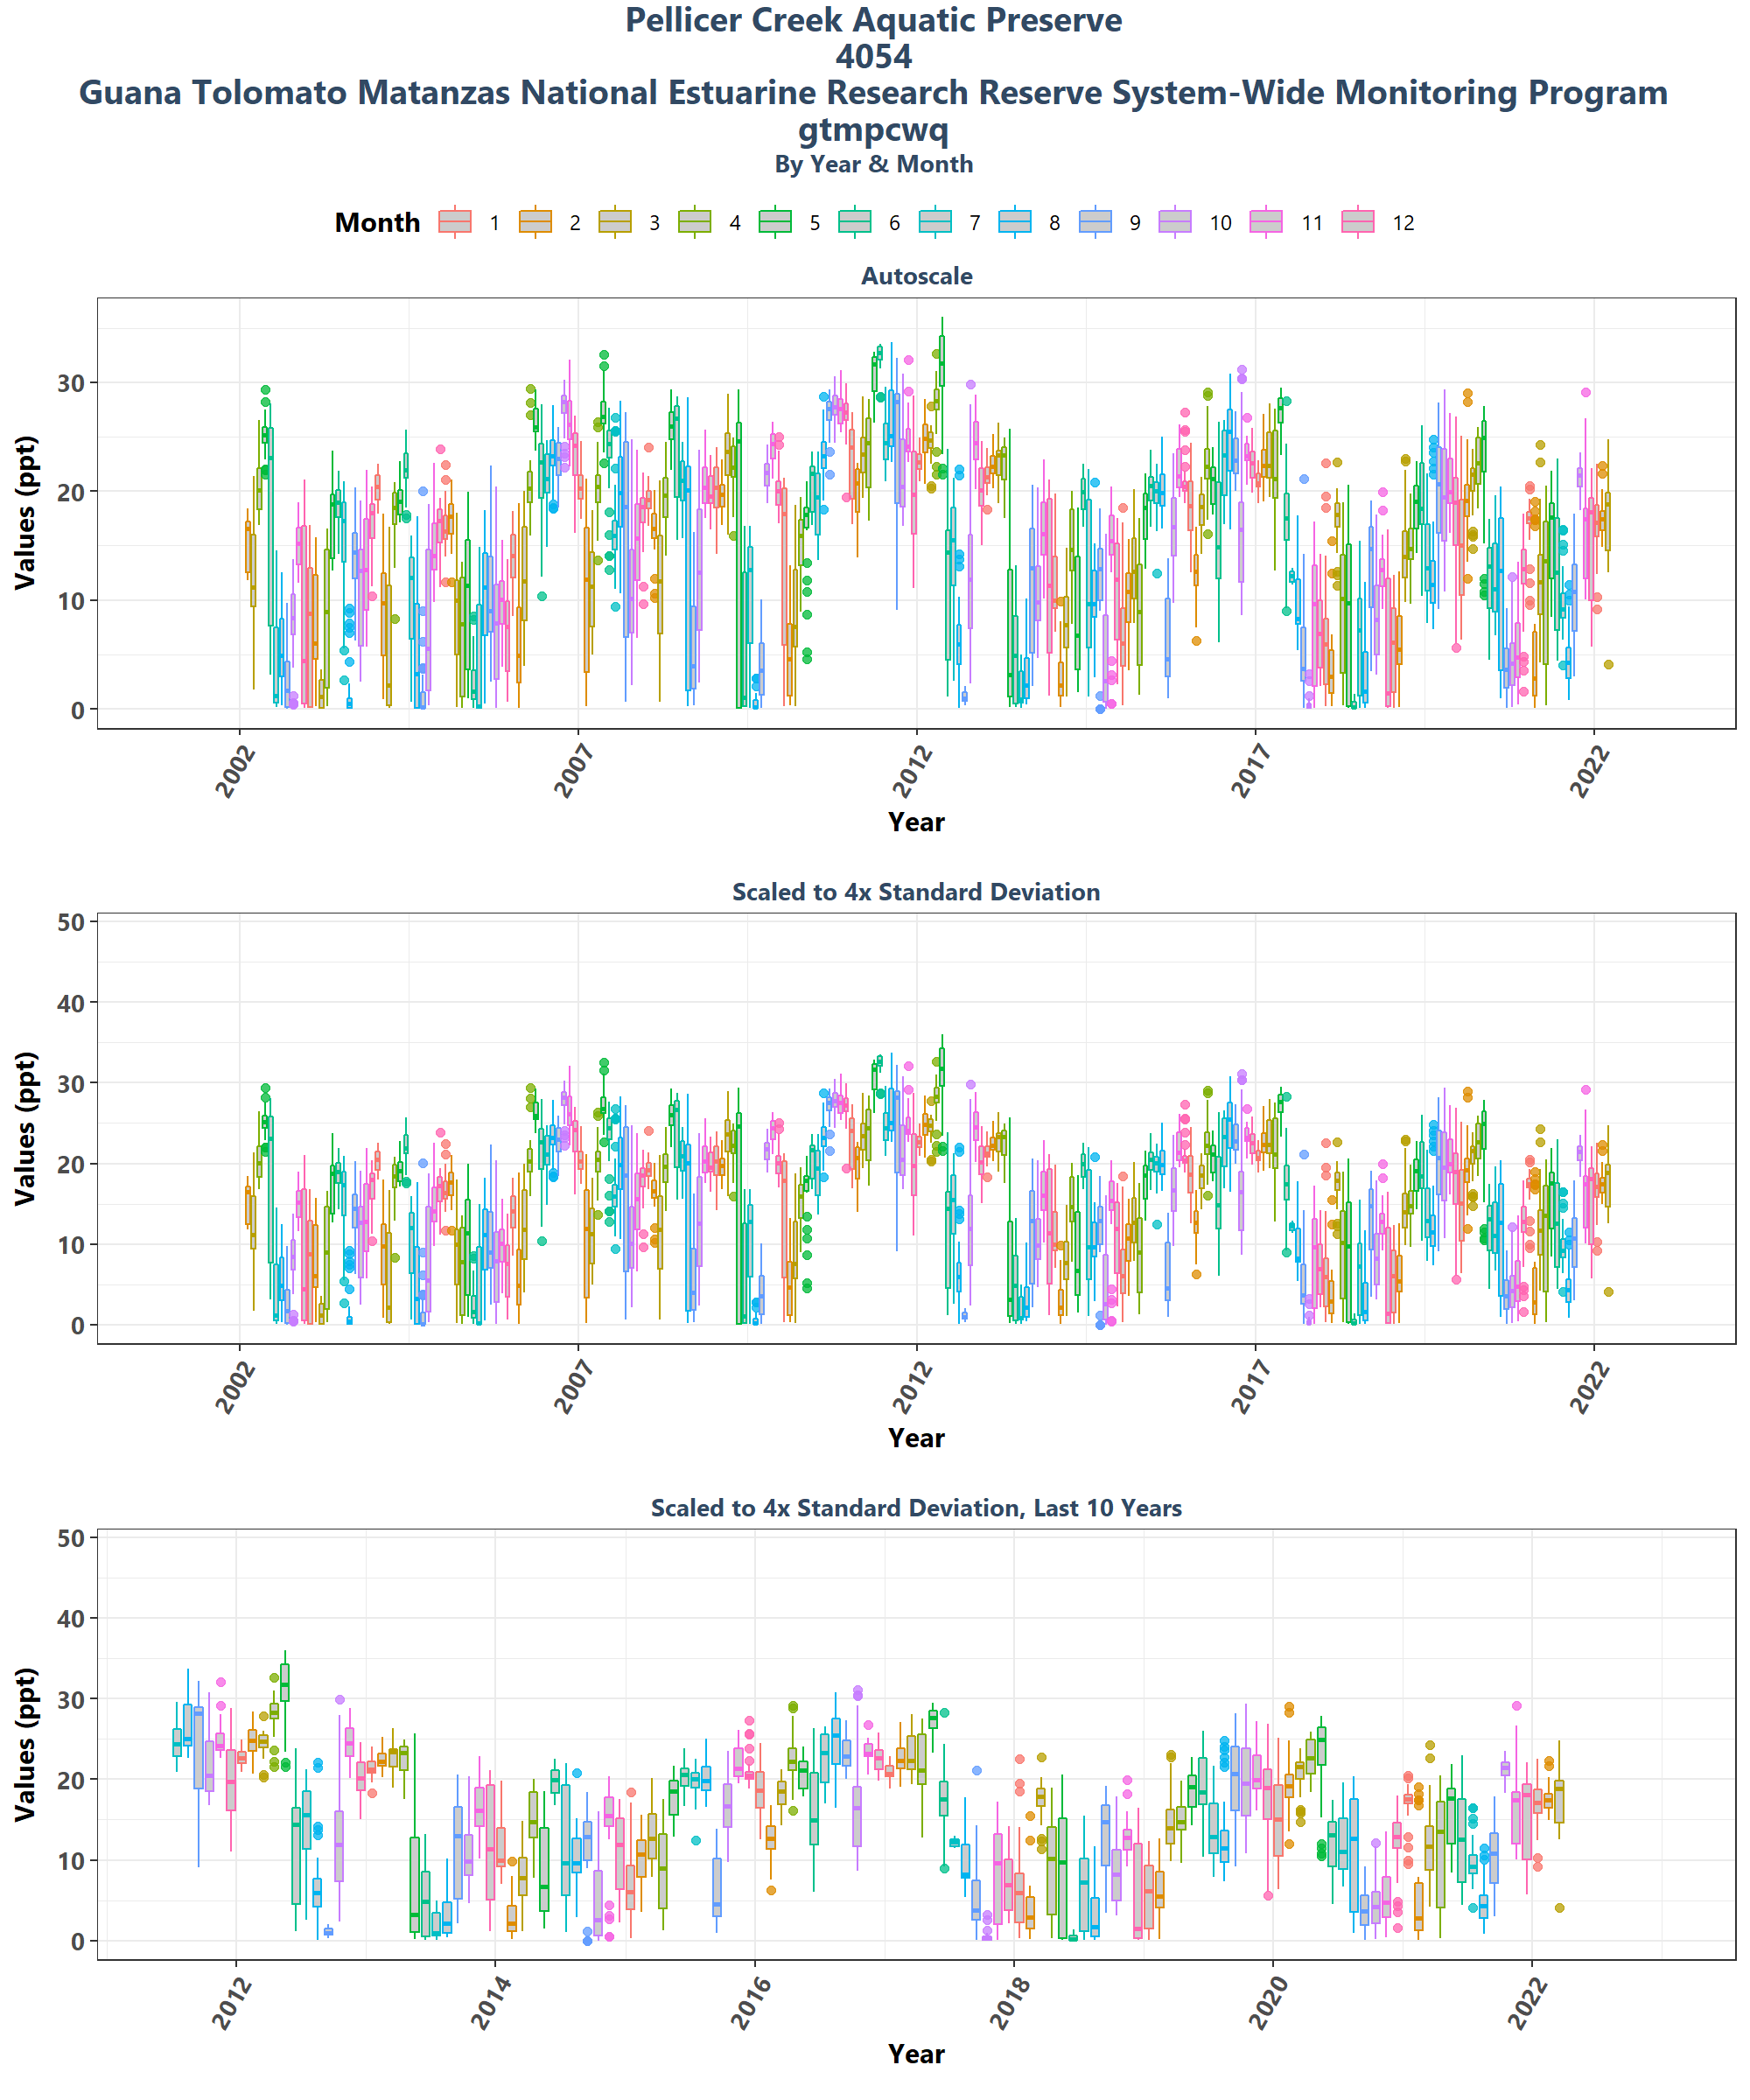 Pellicer Creek Aquatic Preserve
4054
Guana Tolomato Matanzas National Estuarine Research Reserve System-Wide Monitoring Program
gtmpcwq
By Year & Month
Month 1 2 3 4 5 6 7 8 9 10 11 12
Autoscale
Values (ppt)
30
20
10
0
2002 2007 2012 2017 2022
Year
Scaled to 4x Standard Deviation
Values (ppt)
50
40
30
20
10
0
2002 2007 2012 2017 2022
Year
Scaled to 4x Standard Deviation, Last 10 Years
Values (ppt)
50
40
30
20
10
0
2012 2014 2016 2018 2020 2022
Year